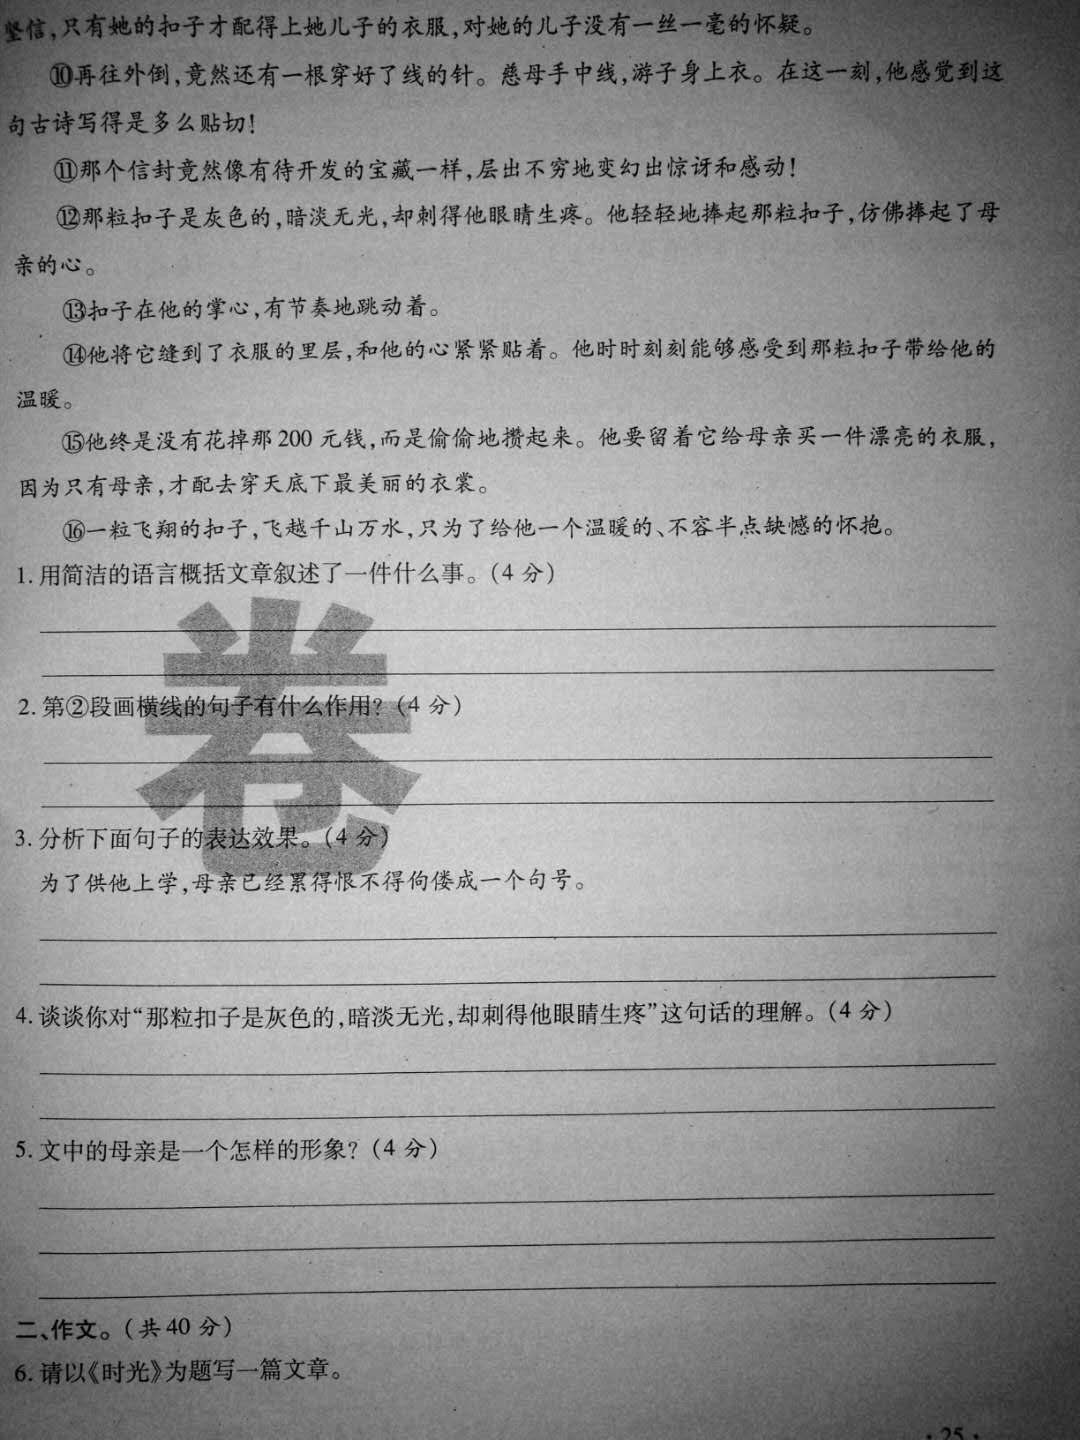 坚信,只有她的扣子才配得上她儿子的衣服,对她的儿子没有一丝一毫的怀疑。
⑩再往外倒,竟然还有一根穿好了线的针。慈母手中线,游子身上衣。在这一刻,他感觉到这
句古诗写得是多么贴切!
⑪那个信封竟然像有待开发的宝藏一样,层出不穷地变幻出惊讶和感动!
⑫那粒扣子是灰色的,暗淡无光,却刺得他眼睛生疼。他轻轻地捧起那粒扣子,仿佛捧起了母
亲的心。
⑬扣子在他的掌心,有节奏地跳动着。
⑭他将它缝到了衣服的里层,和他的心紧紧贴着。他时时刻刻能够感受到那粒扣子带给他的
温暖。
⑮他终是没有花掉那200元钱,而是偷偷地攒起来。他要留着它给母亲买一件漂亮的衣服,
因为只有母亲,才配去穿天底下最美丽的衣裳。
⑯一粒飞翔的扣子,飞越千山万水,只为了给他一个温暖的、不容半点缺憾的怀抱。
1.用简洁的语言概括文章叙述了一件什么事。(4分)
2.第②段画横线的句子有什么作用?(4分)
3.分析下面句子的表达效果。(4分)
为了供他上学,母亲已经累得恨不得佝偻成一个句号。
4.谈谈你对“那粒扣子是灰色的,暗淡无光,却刺得他眼睛生疼”这句话的理解。(4分)
5.文中的母亲是一个怎样的形象?(4分)
二、作文。(共40分)
6.请以《时光》为题写一篇文章。
卷
·25·